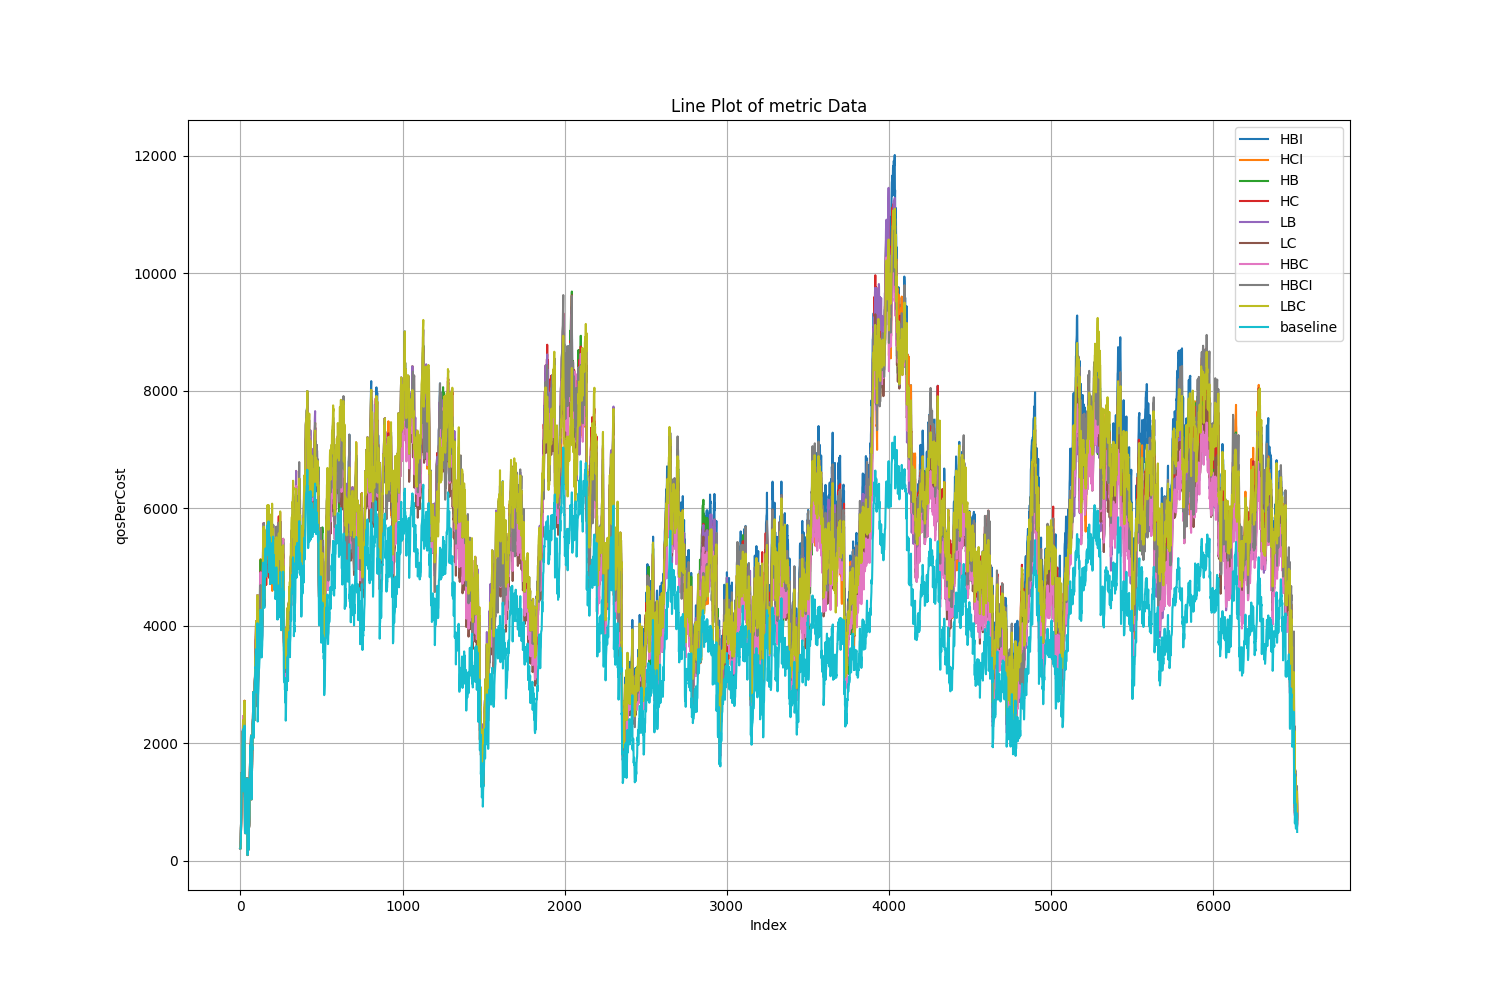 Line Plot of metric Data
qosPerCost
12000
10000
8000
6000
4000
2000
0
0
1000
2000
3000
4000
5000
6000
Index
HBI
HCI
HB
HC
LB
LC
HBC
HBCI
LBC
baseline